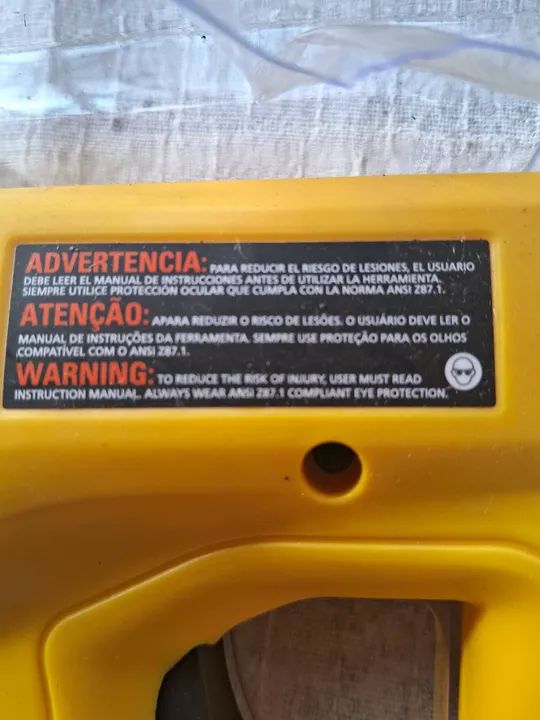 ADVERTENCIA: PARA REDUCIR EL RIESGO DE LESIONES, EL USUARIO
DEBE LEER EL MANUAL DE INSTRUCCIONES ANTES DE UTILIZAR LA HERRAMIENTA.
SIEMPRE UTILICE PROTECCIÓN OCULAR QUE CUMPLA CON LA NORMA ANSI Z87.1.
ATENÇÃO: APARA REDUZIR O RISCO DE LESÕES. O USUÁRIO DEVE LER O
MANUAL DE INSTRUÇÕES DA FERRAMENTA. SEMPRE USE PROTEÇÃO PARA OS OLHOS
.COMPATÍVEL COM O ANSI Z87.1.
WARNING: TO REDUCE THE RISK OF INJURY, USER MUST READ
INSTRUCTION MANUAL. ALWAYS WEAR ANSI Z87.1 COMPLIANT EYE PROTECTION.